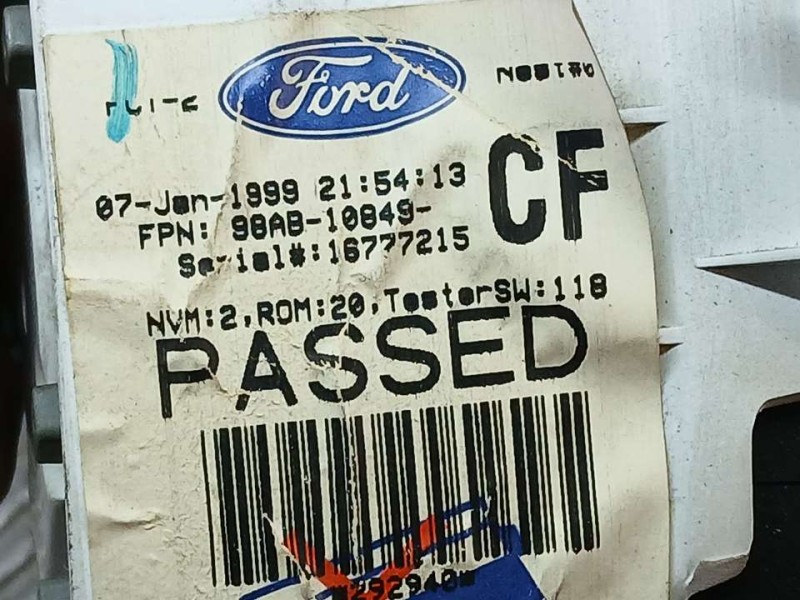 Ford
07-Jan-1999 21:54:13
CF
FPN: 98AB-10849-
Serial#:16777215
NVM:2,ROM:20,TesterSW:118
PASSED
*292940*